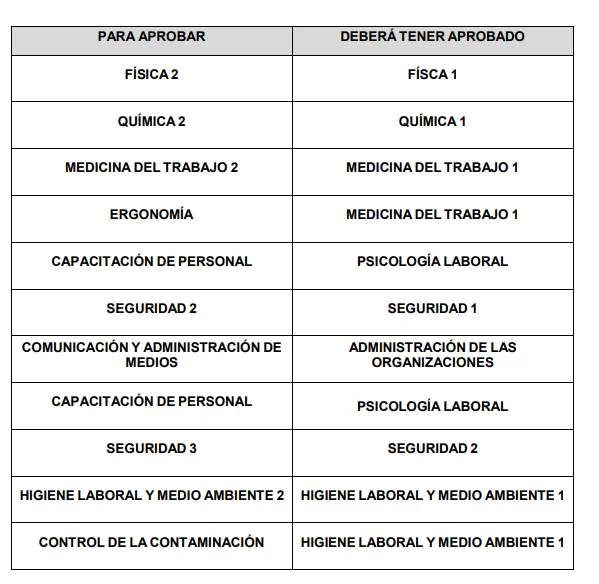 PARA APROBAR DEBERÁ TENER APROBADO
FÍSICA 2 FÍSCA 1
QUÍMICA 2 QUÍMICA 1
MEDICINA DEL TRABAJO 2 MEDICINA DEL TRABAJO 1
ERGONOMÍA MEDICINA DEL TRABAJO 1
CAPACITACIÓN DE PERSONAL PSICOLOGÍA LABORAL
SEGURIDAD 2 SEGURIDAD 1
COMUNICACIÓN Y ADMINISTRACIÓN DE
MEDIOS
ADMINISTRACIÓN DE LAS
ORGANIZACIONES
CAPACITACIÓN DE PERSONAL PSICOLOGÍA LABORAL
SEGURIDAD 3 SEGURIDAD 2
HIGIENE LABORAL Y MEDIO AMBIENTE 2 HIGIENE LABORAL Y MEDIO AMBIENTE 1
CONTROL DE LA CONTAMINACIÓN HIGIENE LABORAL Y MEDIO AMBIENTE 1